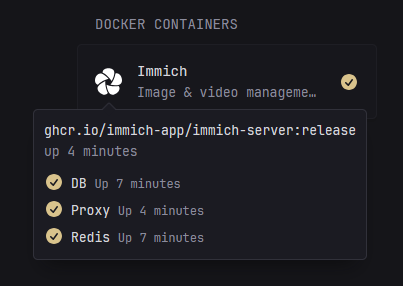 DOCKER CONTAINERS
Immich
Image & video manageme…
ghcr.io/immich-app/immich-server:release
up 4 minutes
DB Up 7 minutes
Proxy Up 4 minutes
Redis Up 7 minutes